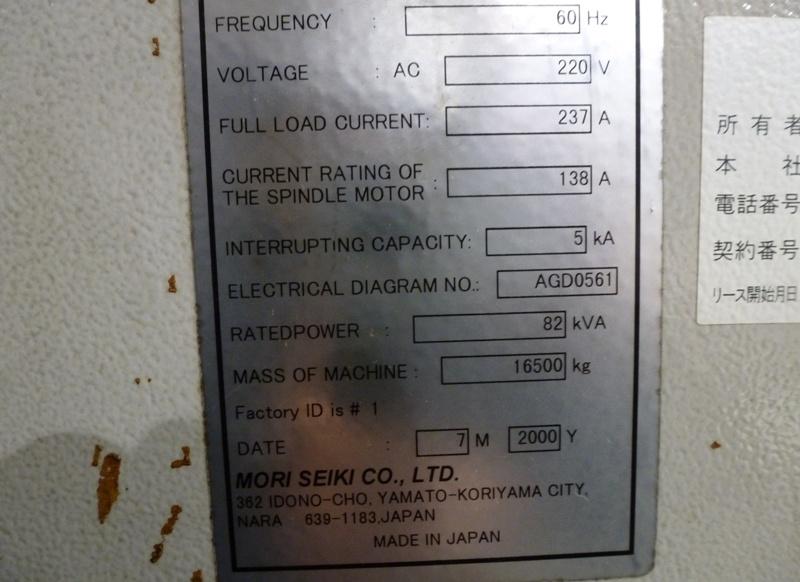 FREQUENCY : 60 Hz
VOLTAGE : AC 220 V
FULL LOAD CURRENT: 237 A
CURRENT RATING OF
THE SPINDLE MOTOR : 138 A
INTERRUPTING CAPACITY: 5 kA
ELECTRICAL DIAGRAM NO.: AGD0561
RATEDPOWER : 82 kVA
MASS OF MACHINE : 16500 kg
Factory ID is # 1
DATE : 7 M 2000 Y
MORI SEIKI CO., LTD.
362 IDONO-CHO, YAMATO-KORIYAMA CITY,
NARA 639-1183,JAPAN
MADE IN JAPAN
所有者
本 社
電話番号
契約番号
リース開始月日